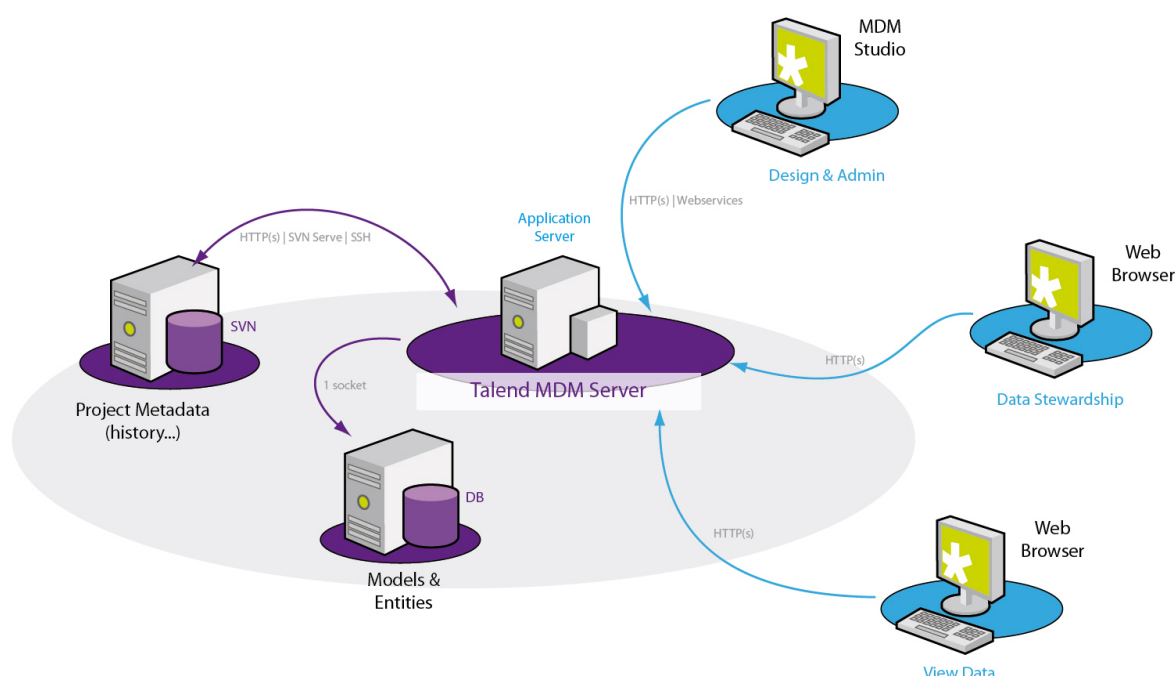 MDM
Studio
Design & Admin
HTTP(s) | Webservices
Application
Server
HTTP(s) | SVN Serve | SSH
Web
Browser
SVN
HTTP(s)
1 socket
Talend MDM Server
Data Stewardship
Project Metadata
(history...)
DB
Web
Browser
HTTP(s)
Models &
Entities
View Data